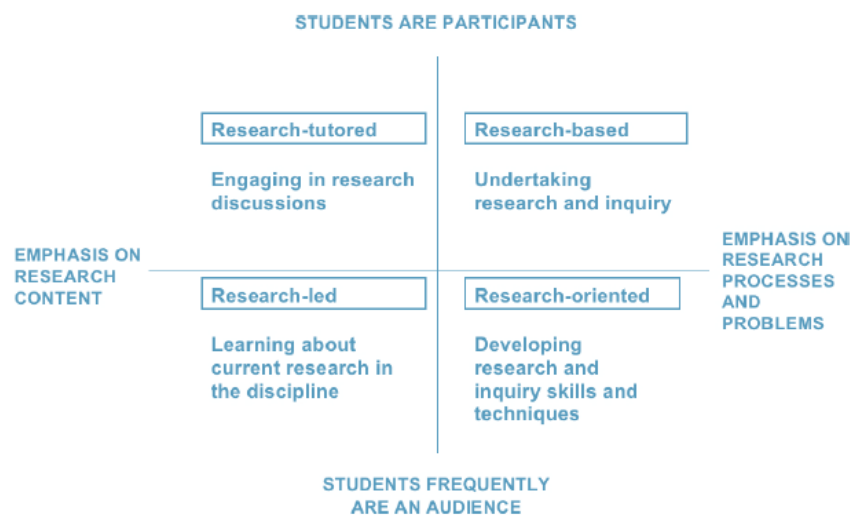 STUDENTS ARE PARTICIPANTS
Research-tutored
Engaging in research
discussions
Research-based
Undertaking
research and inquiry
EMPHASIS ON
RESEARCH
CONTENT
EMPHASIS ON
RESEARCH
PROCESSES
AND
PROBLEMS
Research-led
Learning about
current research in
the discipline
Research-oriented
Developing
research and
inquiry skills and
techniques
STUDENTS FREQUENTLY
ARE AN AUDIENCE